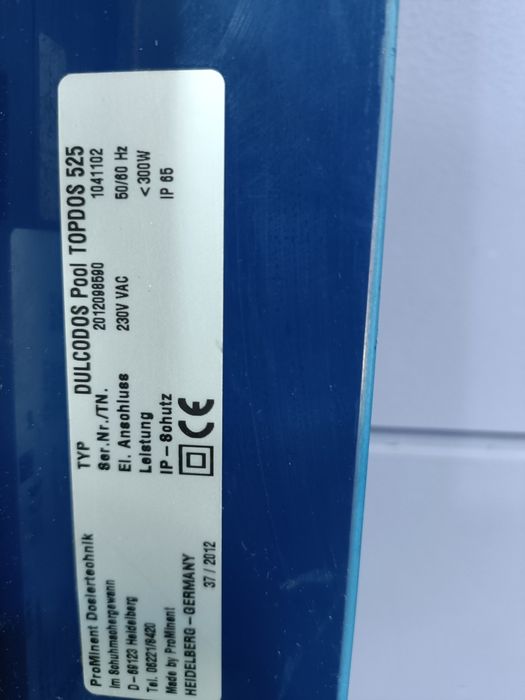 ProMinent Dosiertechnik
Im Schuhmachergewann
D-69123 Heidelberg
Tel. 06221/8420
Made by ProMinent
HEIDELBERG-GERMANY
37/2012
TYP DULCODOS Pool TOPDOS 525
Ser.Nr./TN. 2012098590 1041102
El. Anschluss 230V VAC 50/60 Hz
Leistung <300W
IP-Schutz IP 65
CE